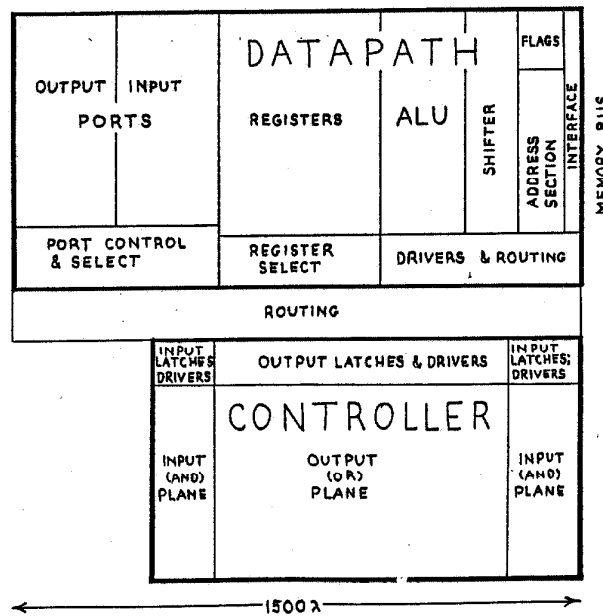 DATAPATH
OUTPUT INPUT
PORTS
REGISTERS
ALU
SHIFTER
FLAGS
ADDRESS
SECTION
INTERFACE
MEMORY BUS
PORT CONTROL
& SELECT
REGISTER
SELECT
DRIVERS & ROUTING
ROUTING
INPUT
LATCHES
DRIVERS
OUTPUT LATCHES & DRIVERS
INPUT
LATCHES;
DRIVERS
CONTROLLER
INPUT
(AND)
PLANE
OUTPUT
(OR)
PLANE
INPUT
(AND)
PLANE
1500λ